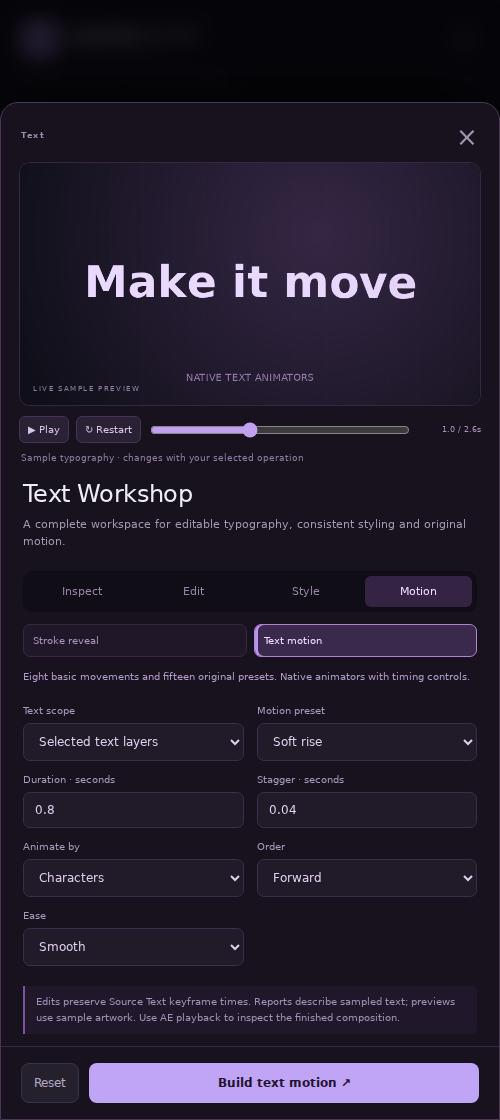 Text
Make it move
NATIVE TEXT ANIMATORS
LIVE SAMPLE PREVIEW
▶ Play
↻ Restart
1.0 / 2.6s
Sample typography · changes with your selected operation
Text Workshop
A complete workspace for editable typography, consistent styling and original
motion.
Inspect
Edit
Style
Motion
Stroke reveal
Text motion
Eight basic movements and fifteen original presets. Native animators with timing controls.
Text scope
Motion preset
Selected text layers
Soft rise
Duration · seconds
Stagger · seconds
0.8
0.04
Animate by
Order
Characters
Forward
Ease
Smooth
Edits preserve Source Text keyframe times. Reports describe sampled text; previews
use sample artwork. Use AE playback to inspect the finished composition.
Reset
Build text motion ↗